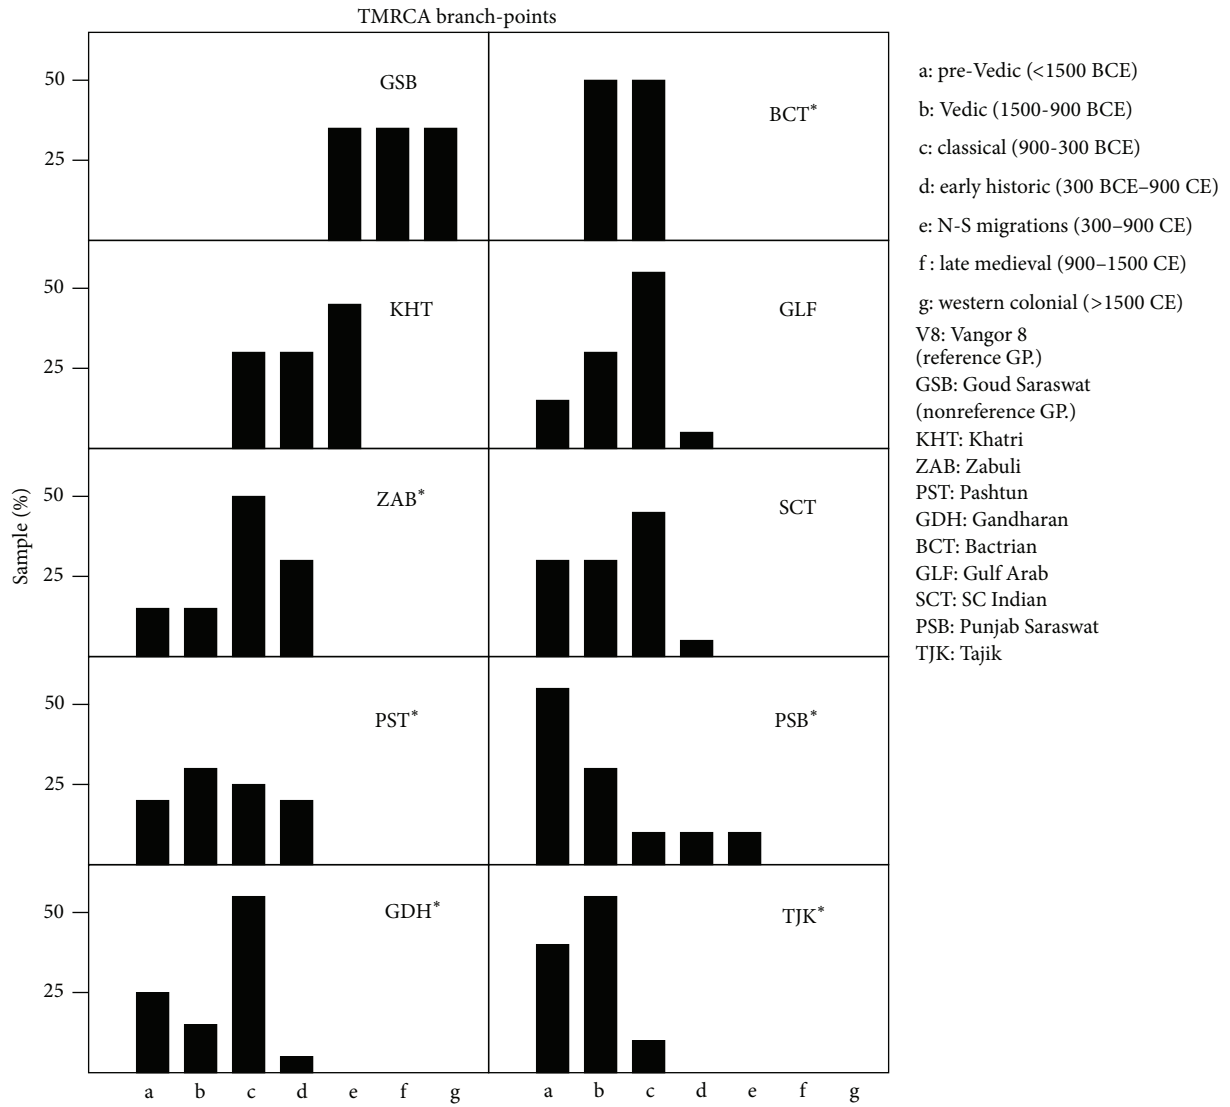 TMRCA branch-points
Sample (%)
50
25
GSB
BCT*
50
25
KHT
GLF
50
25
ZAB*
SCT
50
25
PST*
PSB*
50
25
GDH*
TJK*
a b c d e f g
a b c d e f g
a: pre-Vedic (<1500 BCE)
b: Vedic (1500-900 BCE)
c: classical (900-300 BCE)
d: early historic (300 BCE–900 CE)
e: N-S migrations (300–900 CE)
f : late medieval (900–1500 CE)
g: western colonial (>1500 CE)
V8: Vangor 8
(reference GP.)
GSB: Goud Saraswat
(nonreference GP.)
KHT: Khatri
ZAB: Zabuli
PST: Pashtun
GDH: Gandharan
BCT: Bactrian
GLF: Gulf Arab
SCT: SC Indian
PSB: Punjab Saraswat
TJK: Tajik